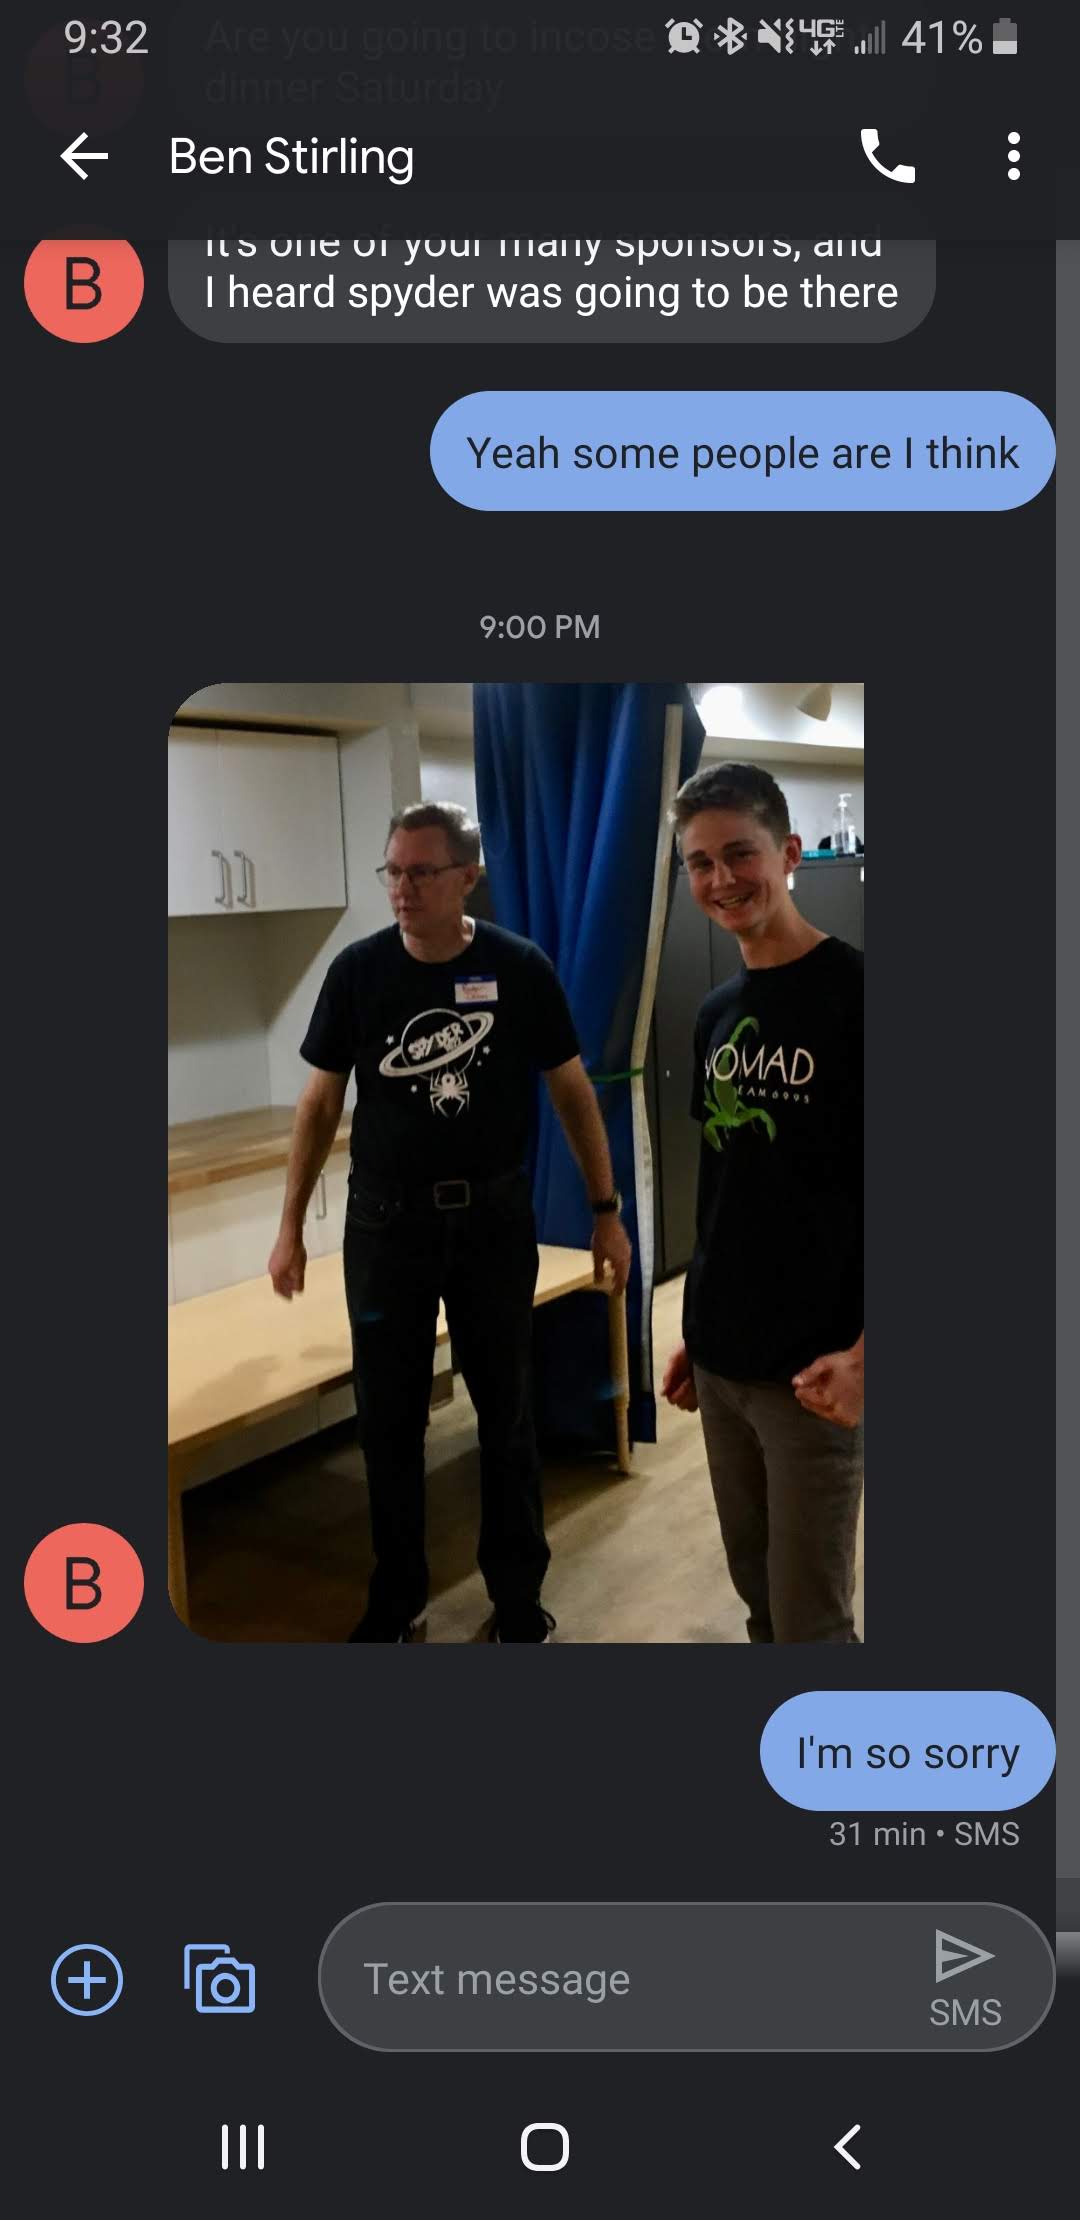 9:32
4G LTE
41%
Are you going to incose
dinner Saturday
Ben Stirling
B
It's one of your many sponsors, and
I heard spyder was going to be there
Yeah some people are I think
9:00 PM
SPYDER
NOMAD
TEAM 6995
B
I'm so sorry
31 min • SMS
Text message
SMS